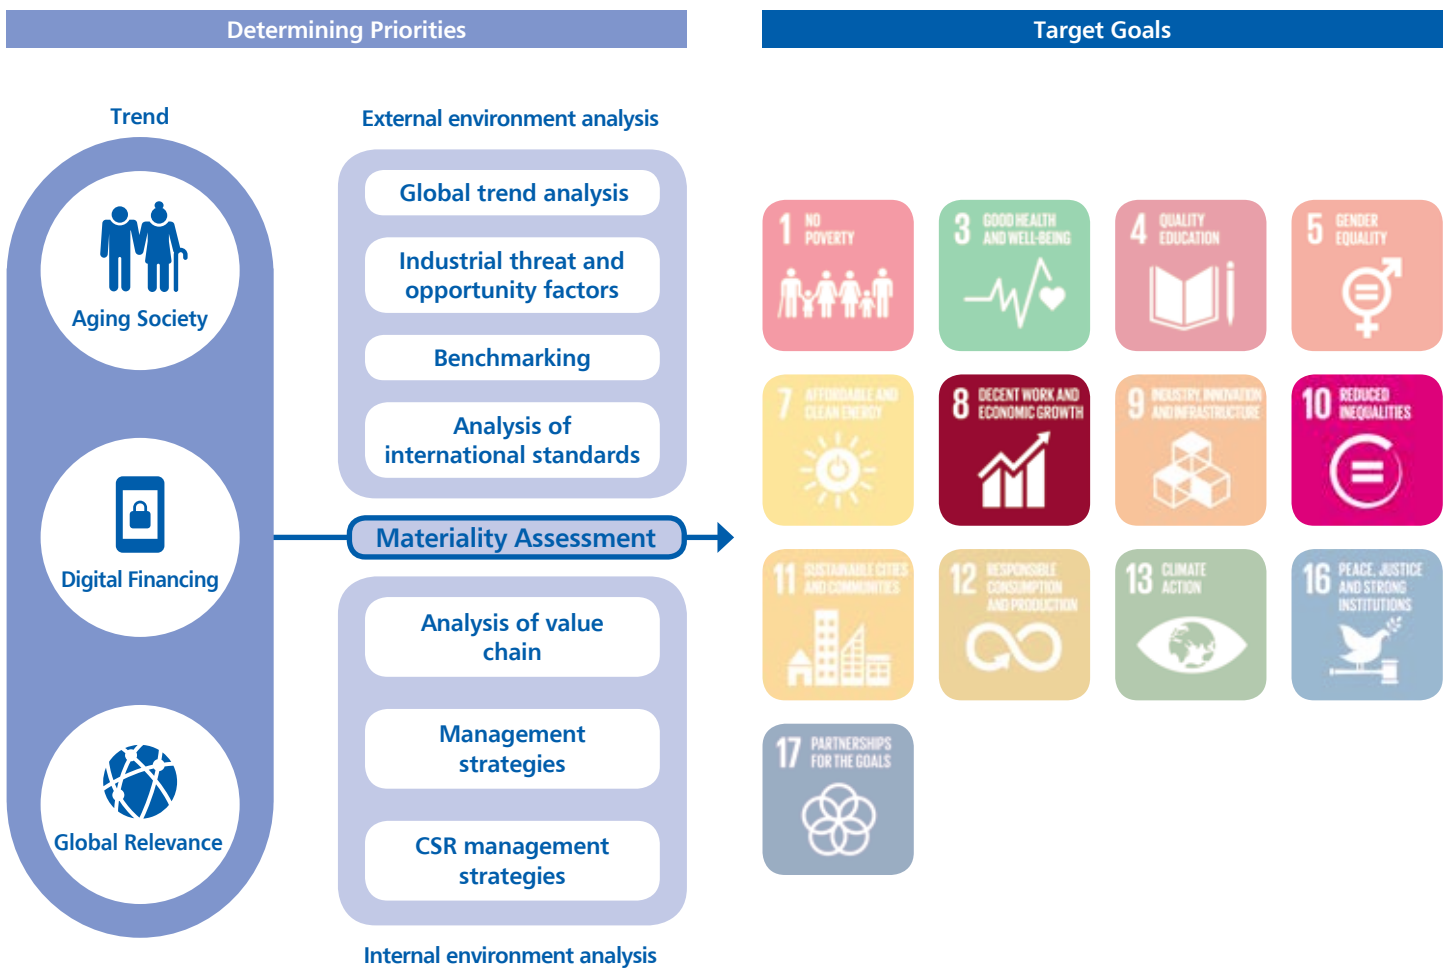 Determining Priorities
Target Goals
Trend
Aging Society
Digital Financing
Global Relevance
External environment analysis
Global trend analysis
Industrial threat and
opportunity factors
Benchmarking
Analysis of
international standards
Materiality Assessment
Analysis of value
chain
Management
strategies
CSR management
strategies
Internal environment analysis
1 NO
POVERTY
3 GOOD HEALTH
AND WELL-BEING
4 QUALITY
EDUCATION
5 GENDER
EQUALITY
7 AFFORDABLE AND
CLEAN ENERGY
8 DECENT WORK AND
ECONOMIC GROWTH
9 INDUSTRY, INNOVATION
AND INFRASTRUCTURE
10 REDUCED
INEQUALITIES
11 SUSTAINABLE CITIES
AND COMMUNITIES
12 RESPONSIBLE
CONSUMPTION
AND PRODUCTION
13 CLIMATE
ACTION
16 PEACE, JUSTICE
AND STRONG
INSTITUTIONS
17 PARTNERSHIPS
FOR THE GOALS